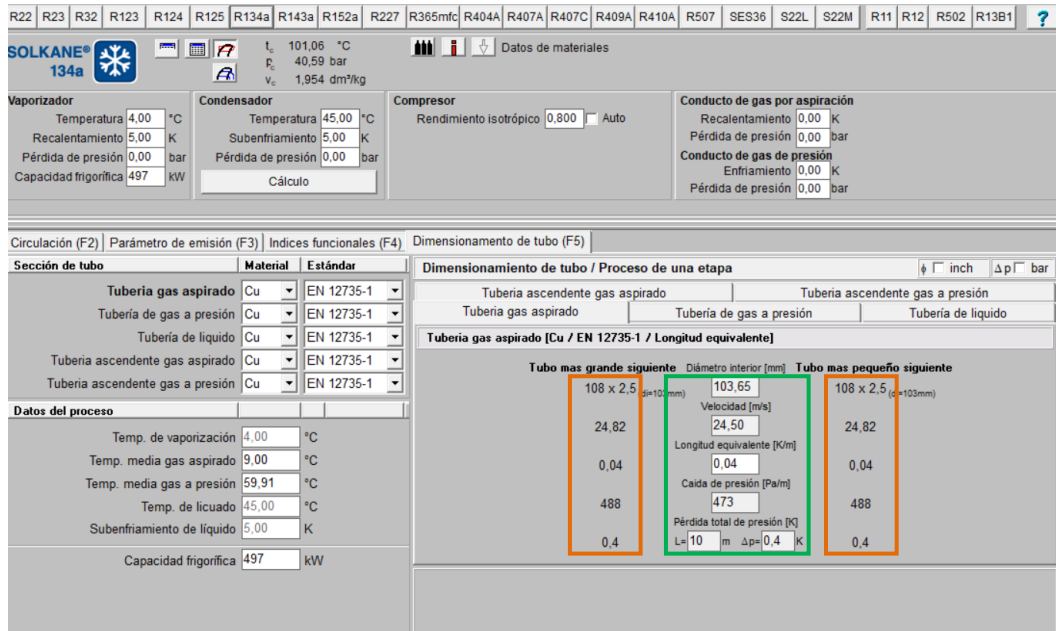 R22 R23 R32 R123 R124 R125 R134a R143a R152a R227 R365mfc R404A R407A R407C R409A R410A R507 SES36 S22L S22M R11 R12 R502 R13B1 ?
SOLKANE®
134a
tc 101,06 °C
pc 40,59 bar
vc 1,954 dm³/kg
Datos de materiales
Vaporizador
Temperatura 4,00 °C
Recalentamiento 5,00 K
Pérdida de presión 0,00 bar
Capacidad frigorífica 497 kW
Condensador
Temperatura 45,00 °C
Subenfriamiento 5,00 K
Pérdida de presión 0,00 bar
Cálculo
Compresor
Rendimiento isotrópico 0,800 Auto
Conducto de gas por aspiración
Recalentamiento 0,00 K
Pérdida de presión 0,00 bar
Conducto de gas de presión
Enfriamiento 0,00 K
Pérdida de presión 0,00 bar
Circulación (F2) Parámetro de emisión (F3) Indices funcionales (F4) Dimensionamento de tubo (F5)
Sección de tubo Material Estándar
Tuberia gas aspirado Cu EN 12735-1
Tubería de gas a presión Cu EN 12735-1
Tubería de liquido Cu EN 12735-1
Tuberia ascendente gas aspirado Cu EN 12735-1
Tuberia ascendente gas a presión Cu EN 12735-1
Datos del proceso
Temp. de vaporización 4,00 °C
Temp. media gas aspirado 9,00 °C
Temp. media gas a presión 59,91 °C
Temp. de licuado 45,00 °C
Subenfriamiento de líquido 5,00 K
Capacidad frigorífica 497 kW
Dimensionamiento de tubo / Proceso de una etapa ϕ inch Δp bar
Tuberia ascendente gas aspirado Tuberia ascendente gas a presión
Tuberia gas aspirado Tubería de gas a presión Tubería de liquido
Tuberia gas aspirado [Cu / EN 12735-1 / Longitud equivalente]
Tubo mas grande siguiente Diámetro interior [mm] Tubo mas pequeño siguiente
108 x 2,5 (di=103mm) 103,65 108 x 2,5 (di=103mm)
Velocidad [m/s]
24,82 24,50 24,82
Longitud equivalente [K/m]
0,04 0,04 0,04
Caida de presión [Pa/m]
488 473 488
Pérdida total de presión [K]
0,4 L= 10 m Δp= 0,4 K 0,4